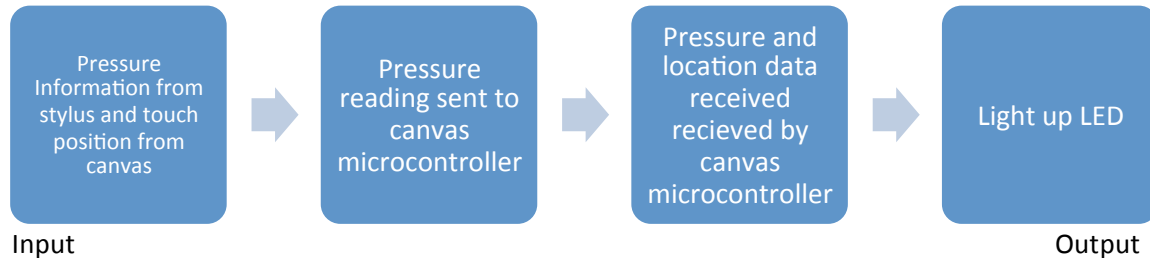 Pressure
Information from
stylus and touch
position from
canvas
Pressure
reading sent to
canvas
microcontroller
Pressure and
location data
received
recieved by
canvas
microcontroller
Light up LED
Input
Output